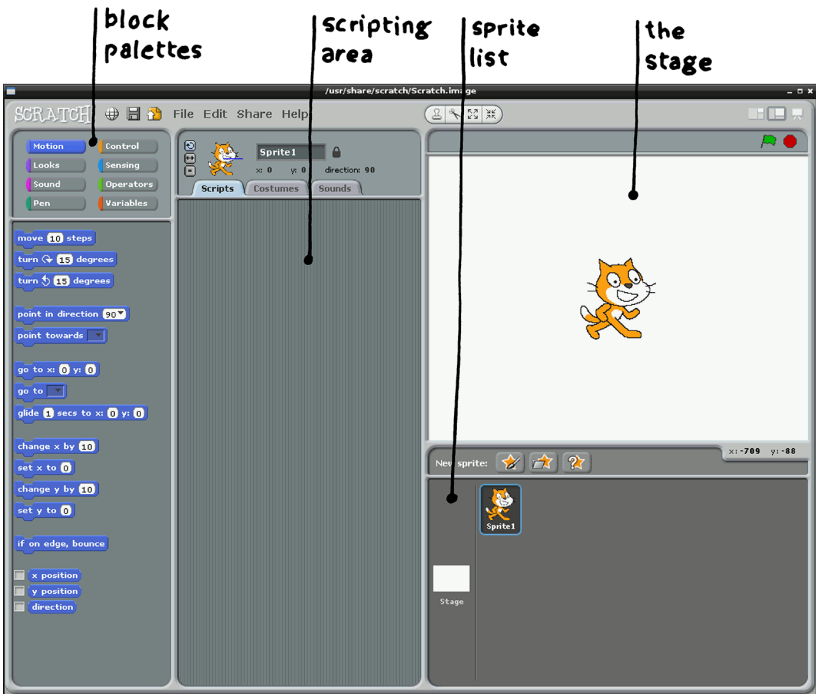 block
palettes
scripting
area
sprite
list
the
stage
/usr/share/scratch/Scratch.image
SCRATCH File Edit Share Help
Motion Control
Looks Sensing
Sound Operators
Pen Variables
Sprite1
x: 0 y: 0 direction: 90
Scripts Costumes Sounds
move 10 steps
turn 15 degrees
turn 15 degrees
point in direction 90
point towards
go to x: 0 y: 0
go to
glide 1 secs to x: 0 y: 0
change x by 10
set x to 0
change y by 10
set y to 0
if on edge, bounce
x position
y position
direction
x: -709 y: -88
New sprite:
Sprite1
Stage